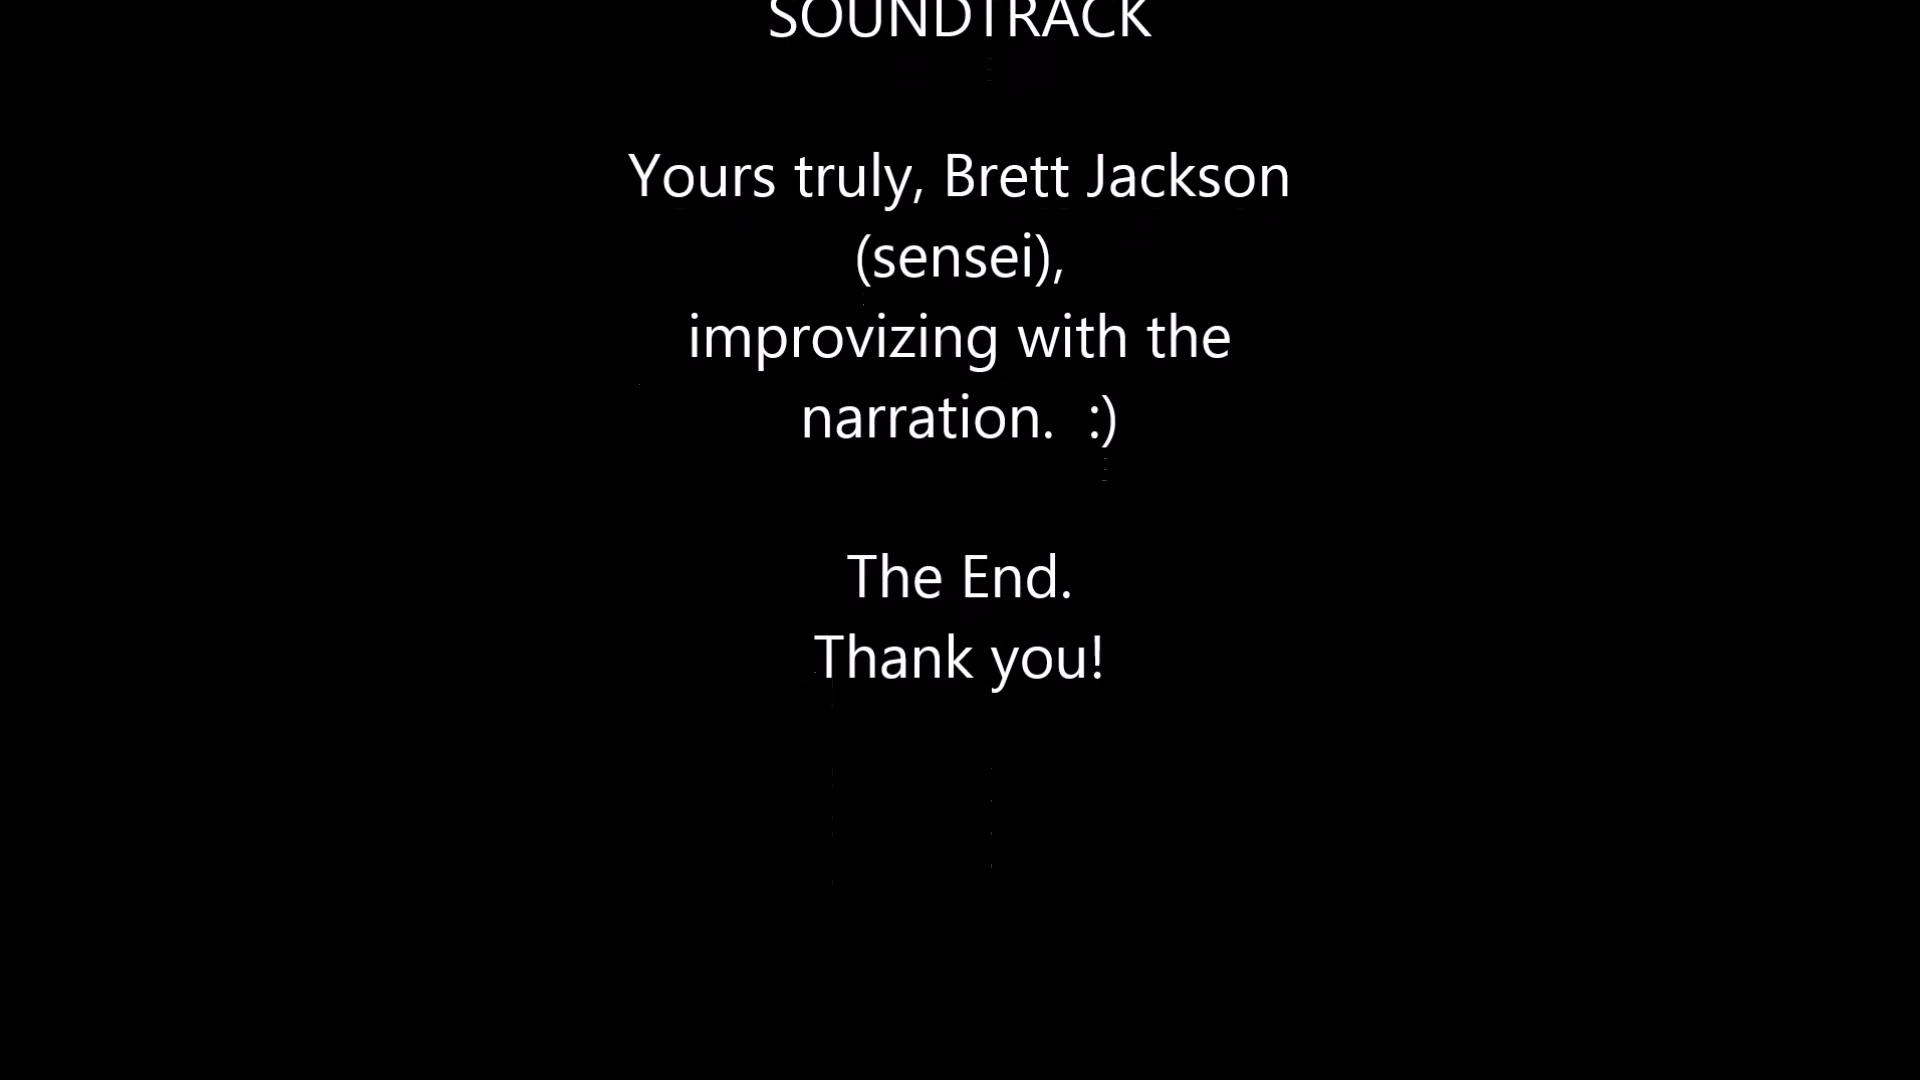 SOUNDTRACK
Yours truly, Brett Jackson
(sensei),
improvizing with the
narration.  :)
The End.
Thank you!